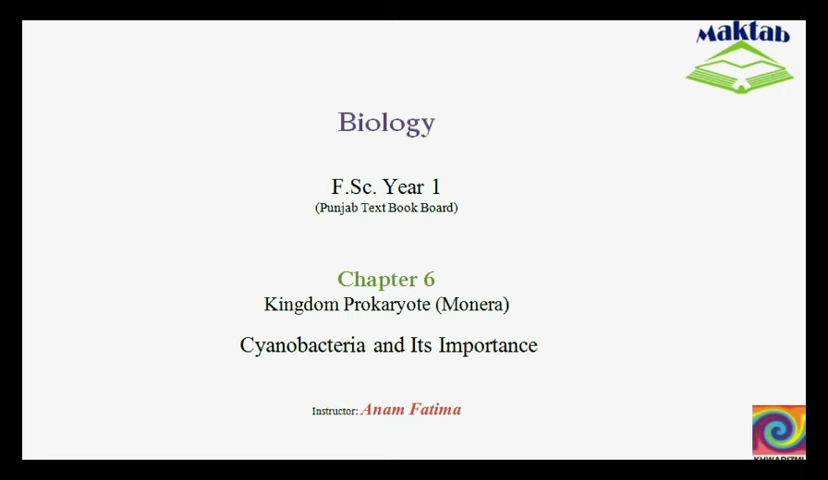 Maktab
Biology
F.Sc. Year 1
(Punjab Text Book Board)
Chapter 6
Kingdom Prokaryote (Monera)
Cyanobacteria and Its Importance
Instructor: Anam Fatima
KHWARIZMI